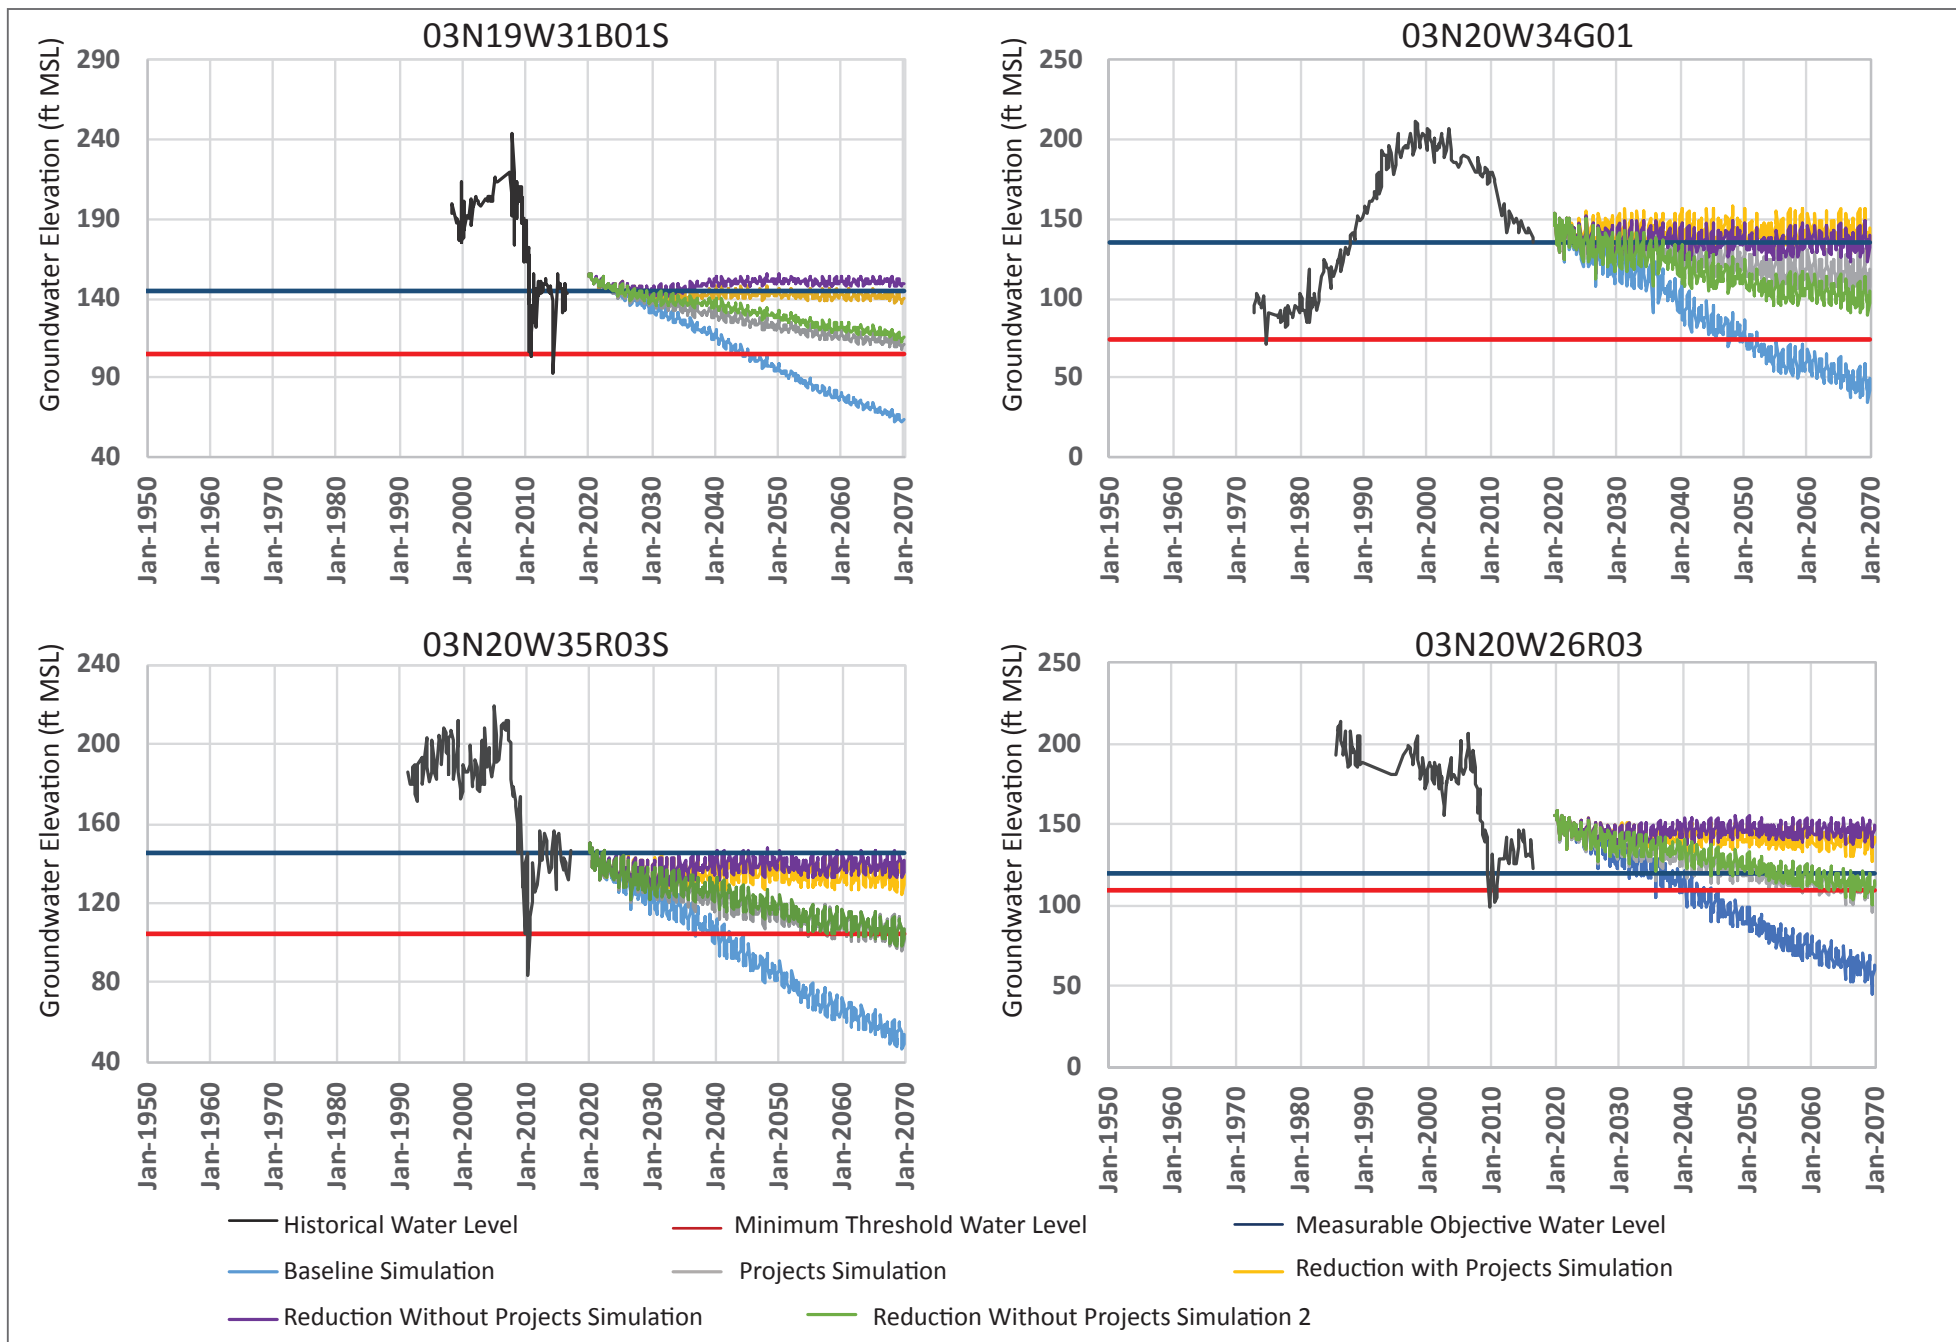 03N19W31B01S
Groundwater Elevation (ft MSL)
290
240
190
140
90
40
Jan-1950
Jan-1960
Jan-1970
Jan-1980
Jan-1990
Jan-2000
Jan-2010
Jan-2020
Jan-2030
Jan-2040
Jan-2050
Jan-2060
Jan-2070
03N20W34G01
Groundwater Elevation (ft MSL)
250
200
150
100
50
0
Jan-1950
Jan-1960
Jan-1970
Jan-1980
Jan-1990
Jan-2000
Jan-2010
Jan-2020
Jan-2030
Jan-2040
Jan-2050
Jan-2060
Jan-2070
03N20W35R03S
Groundwater Elevation (ft MSL)
240
200
160
120
80
40
Jan-1950
Jan-1960
Jan-1970
Jan-1980
Jan-1990
Jan-2000
Jan-2010
Jan-2020
Jan-2030
Jan-2040
Jan-2050
Jan-2060
Jan-2070
03N20W26R03
Groundwater Elevation (ft MSL)
250
200
150
100
50
0
Jan-1950
Jan-1960
Jan-1970
Jan-1980
Jan-1990
Jan-2000
Jan-2010
Jan-2020
Jan-2030
Jan-2040
Jan-2050
Jan-2060
Jan-2070
Historical Water Level
Minimum Threshold Water Level
Measurable Objective Water Level
Baseline Simulation
Projects Simulation
Reduction with Projects Simulation
Reduction Without Projects Simulation
Reduction Without Projects Simulation 2